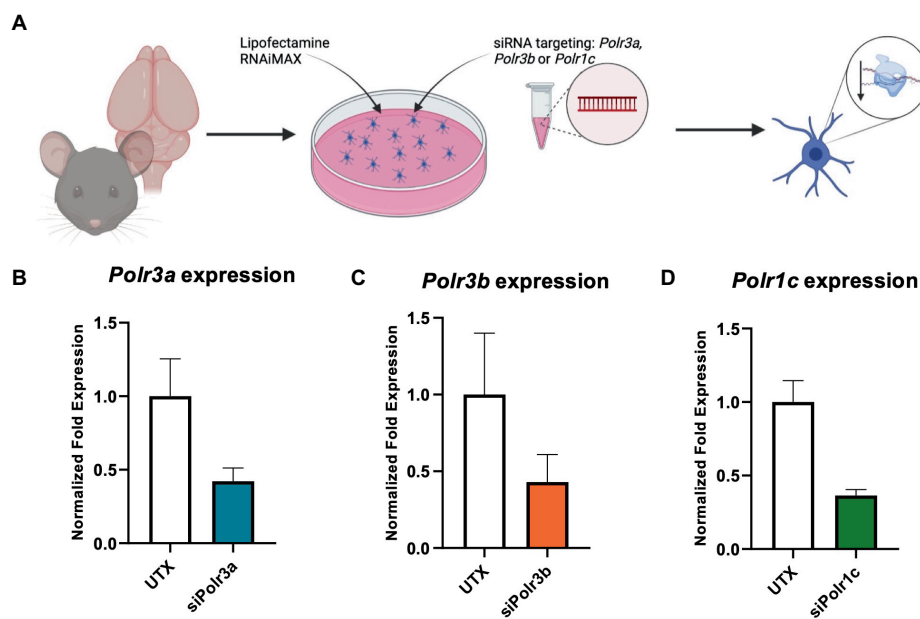 A
Lipofectamine
RNAiMAX
siRNA targeting: Polr3a,
Polr3b or Polr1c
B
Polr3a expression
Normalized Fold Expression
1.5
1.0
0.5
0.0
UTX
siPolr3a
C
Polr3b expression
Normalized Fold Expression
1.5
1.0
0.5
0.0
UTX
siPolr3b
D
Polr1c expression
Normalized Fold Expression
1.5
1.0
0.5
0.0
UTX
siPolr1c